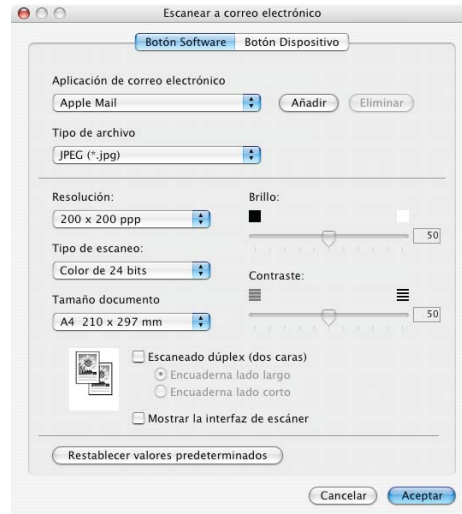 Escanear a correo electrónico
Botón Software Botón Dispositivo
Aplicación de correo electrónico
Apple Mail Añadir Eliminar
Tipo de archivo
JPEG (*.jpg)
Resolución: Brillo:
200 x 200 ppp 50
Tipo de escaneo:
Color de 24 bits Contraste:
Tamaño documento
A4 210 x 297 mm 50
Escaneado dúplex (dos caras)
Encuaderna lado largo
Encuaderna lado corto
Mostrar la interfaz de escáner
Restablecer valores predeterminados
Cancelar Aceptar